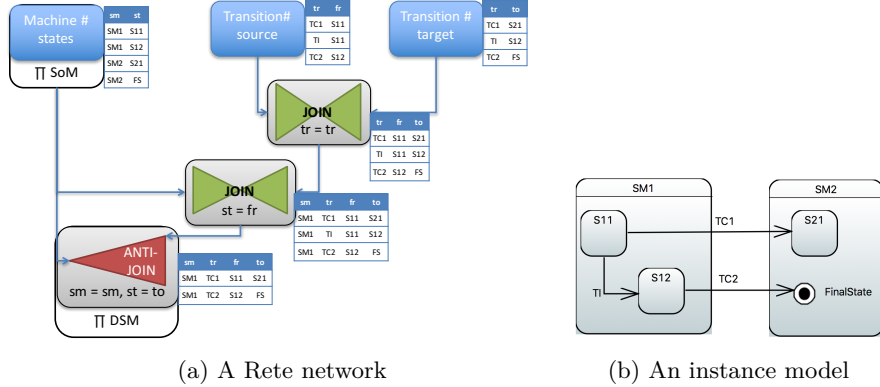 Machine #
states
∏ SoM
sm st
SM1 S11
SM1 S12
SM2 S21
SM2 FS
Transition#
source
tr fr
TC1 S11
TI S11
TC2 S12
Transition #
target
tr to
TC1 S21
TI S12
TC2 FS
JOIN
tr = tr
tr fr to
TC1 S11 S21
TI S11 S12
TC2 S12 FS
JOIN
st = fr
sm tr fr to
SM1 TC1 S11 S21
SM1 TI S11 S12
SM1 TC2 S12 FS
ANTI-
JOIN
sm = sm, st = to
∏ DSM
sm tr fr to
SM1 TC1 S11 S21
SM1 TC2 S12 FS
SM1
SM2
S11
TC1
S21
TI
S12
TC2
FinalState
(a) A Rete network
(b) An instance model